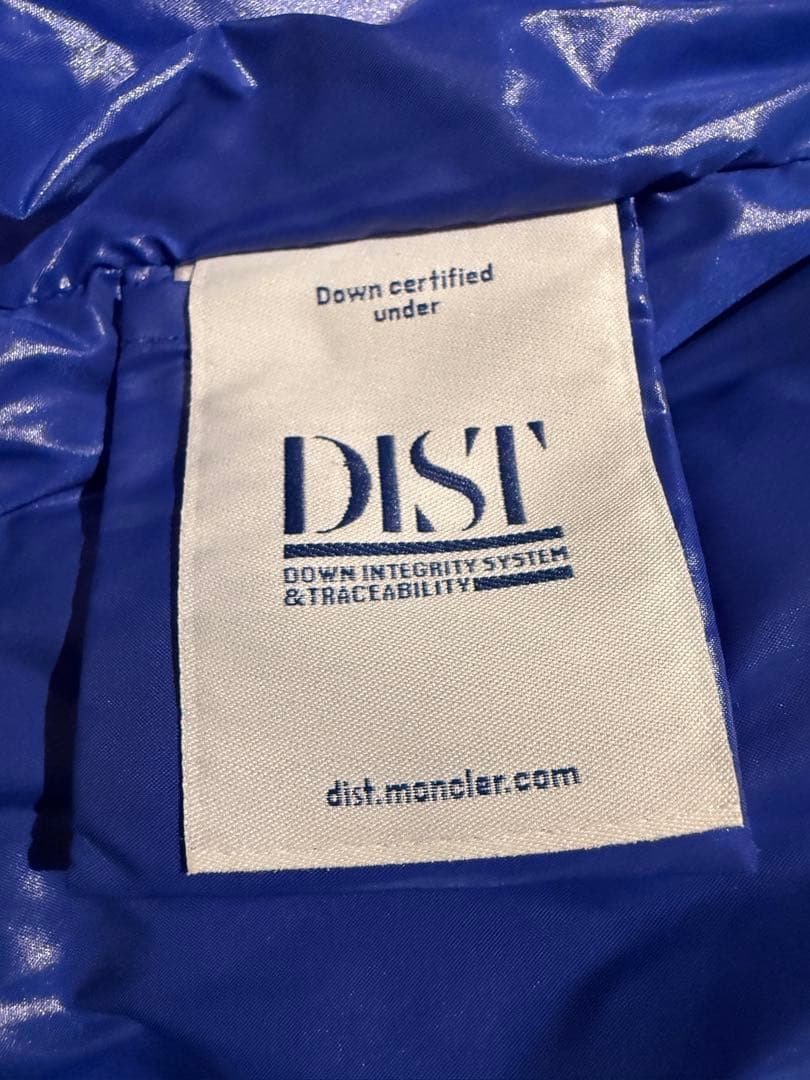 Down certified
under
DIST
DOWN INTEGRITY SYSTEM
& TRACEABILITY
dist.moncler.com